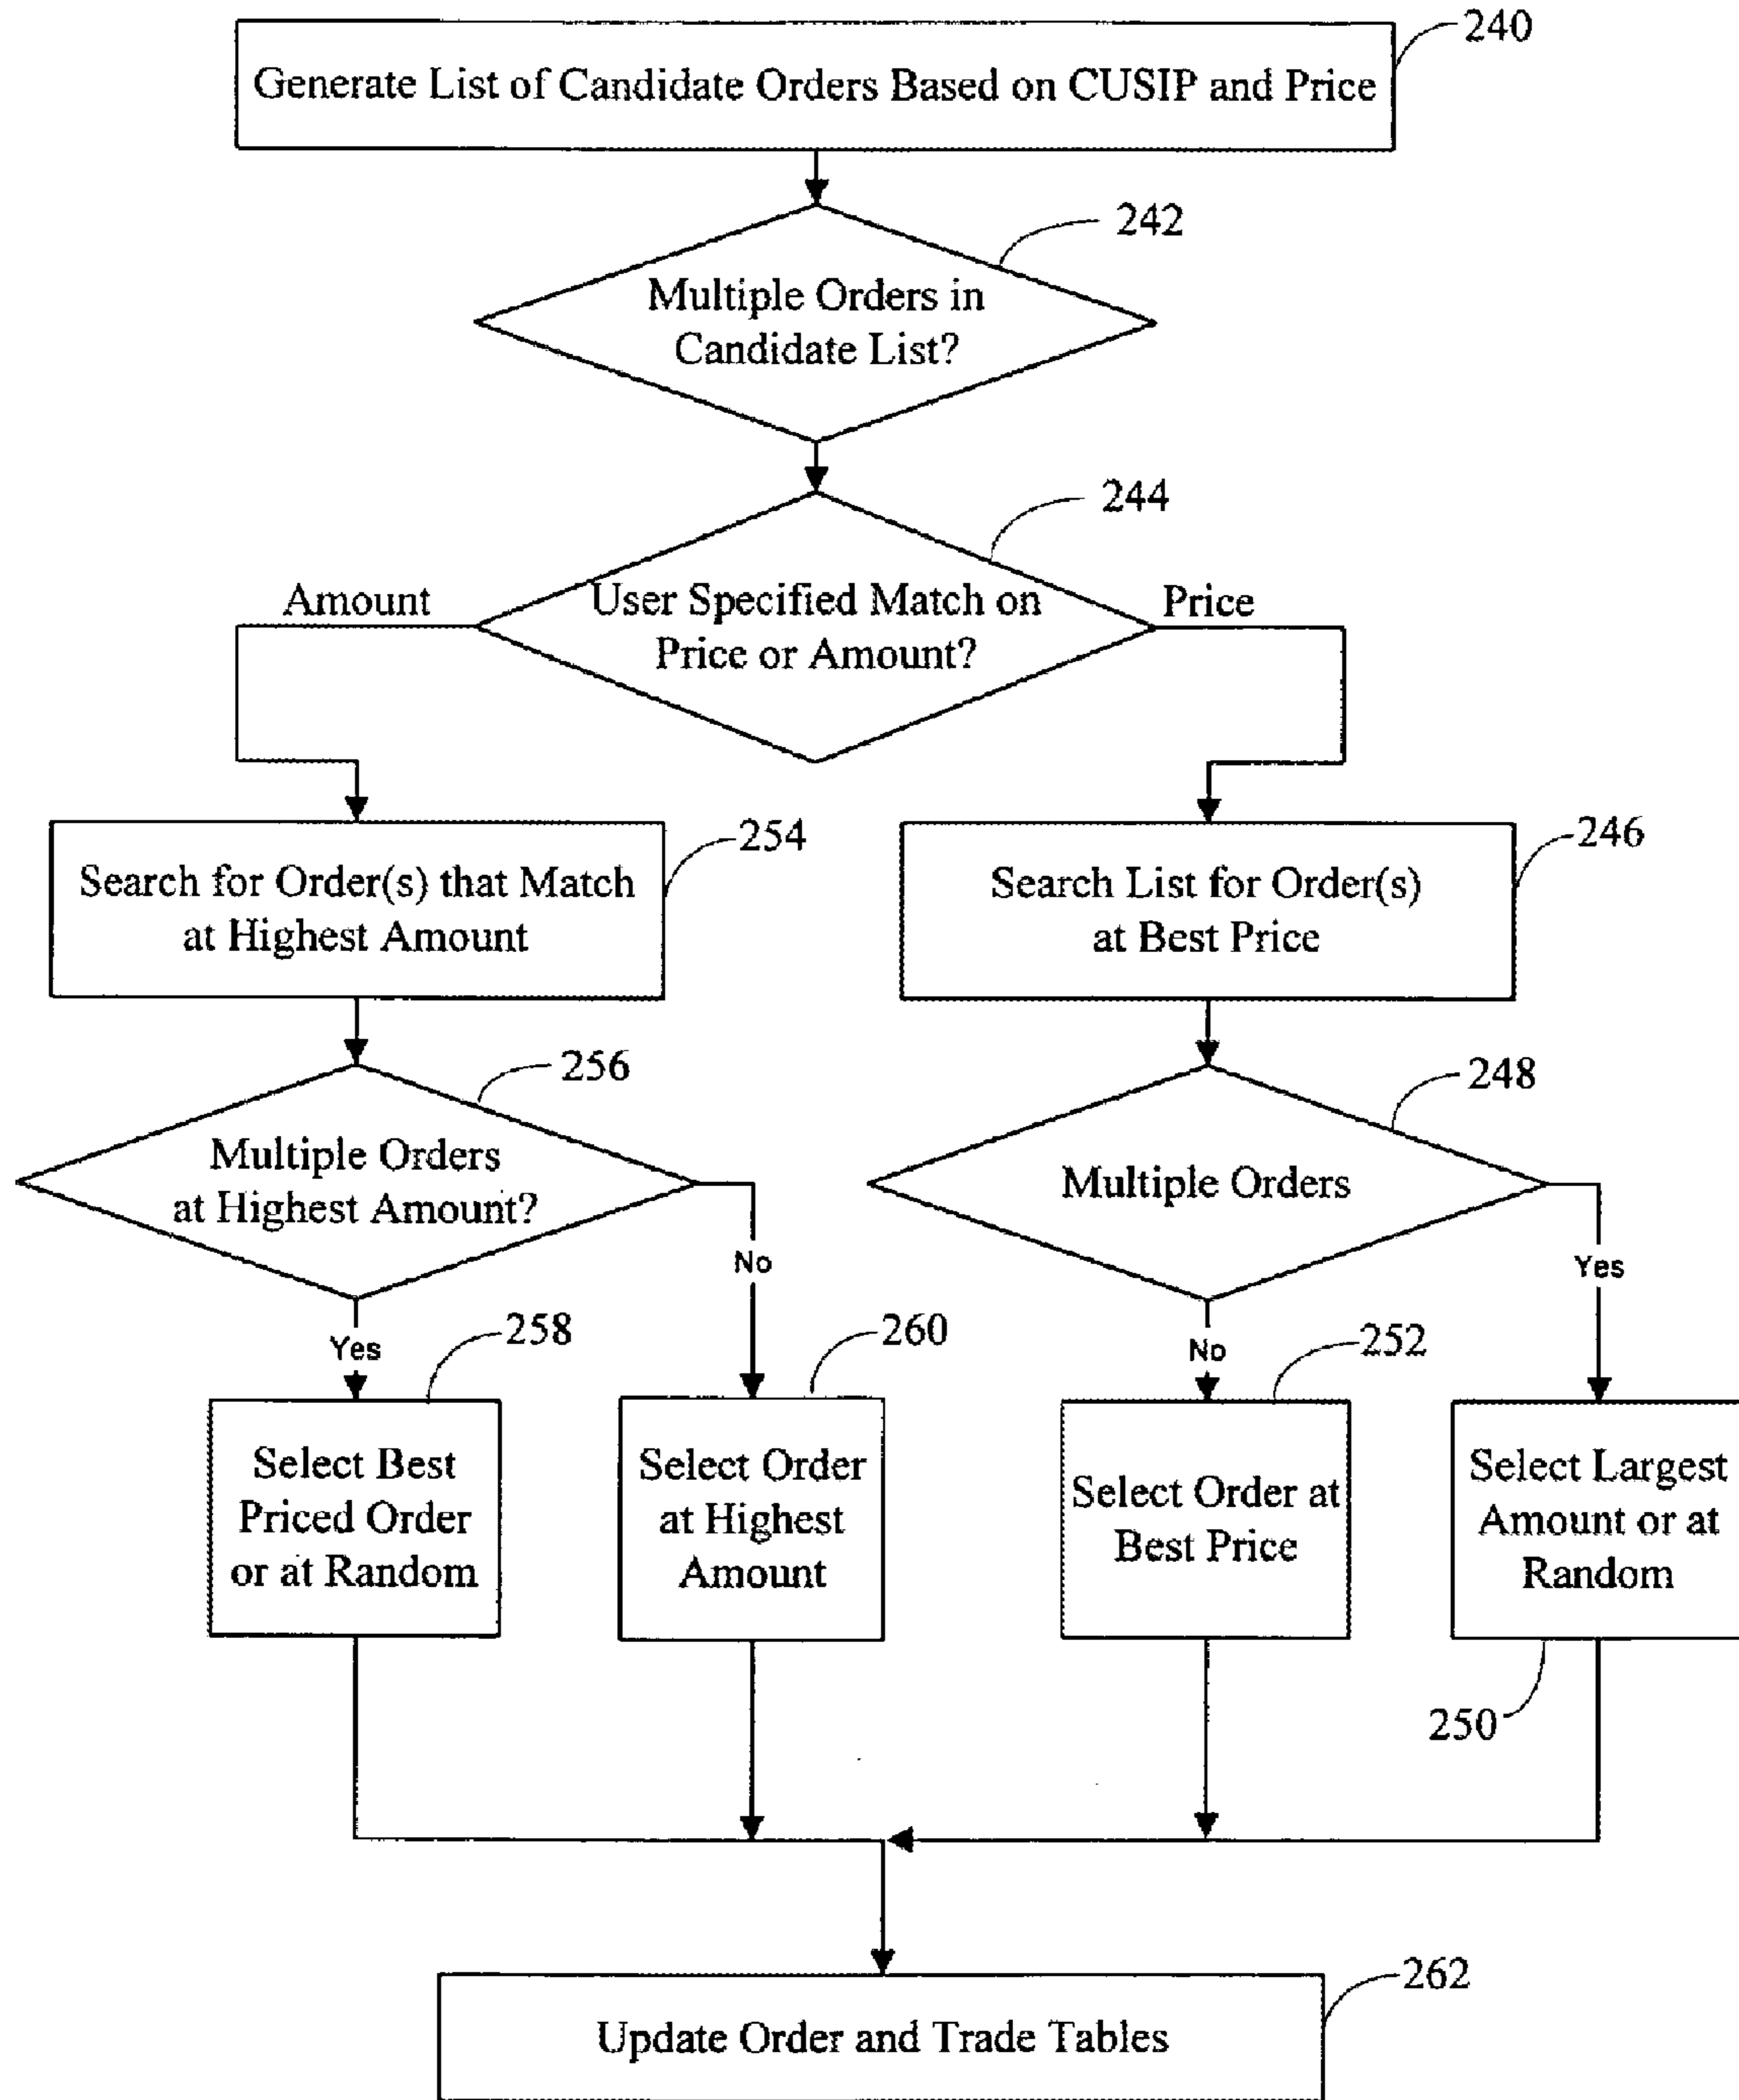 240
Generate List of Candidate Orders Based on CUSIP and Price
242
Multiple Orders in
Candidate List?
244
Amount
User Specified Match on
Price or Amount?
Price
254
Search for Order(s) that Match
at Highest Amount
246
Search List for Order(s)
at Best Price
256
Multiple Orders
at Highest Amount?
248
Multiple Orders
No
Yes
Yes
No
258
260
252
Select Best
Priced Order
or at Random
Select Order
at Highest
Amount
Select Order at
Best Price
Select Largest
Amount or at
Random
250
262
Update Order and Trade Tables